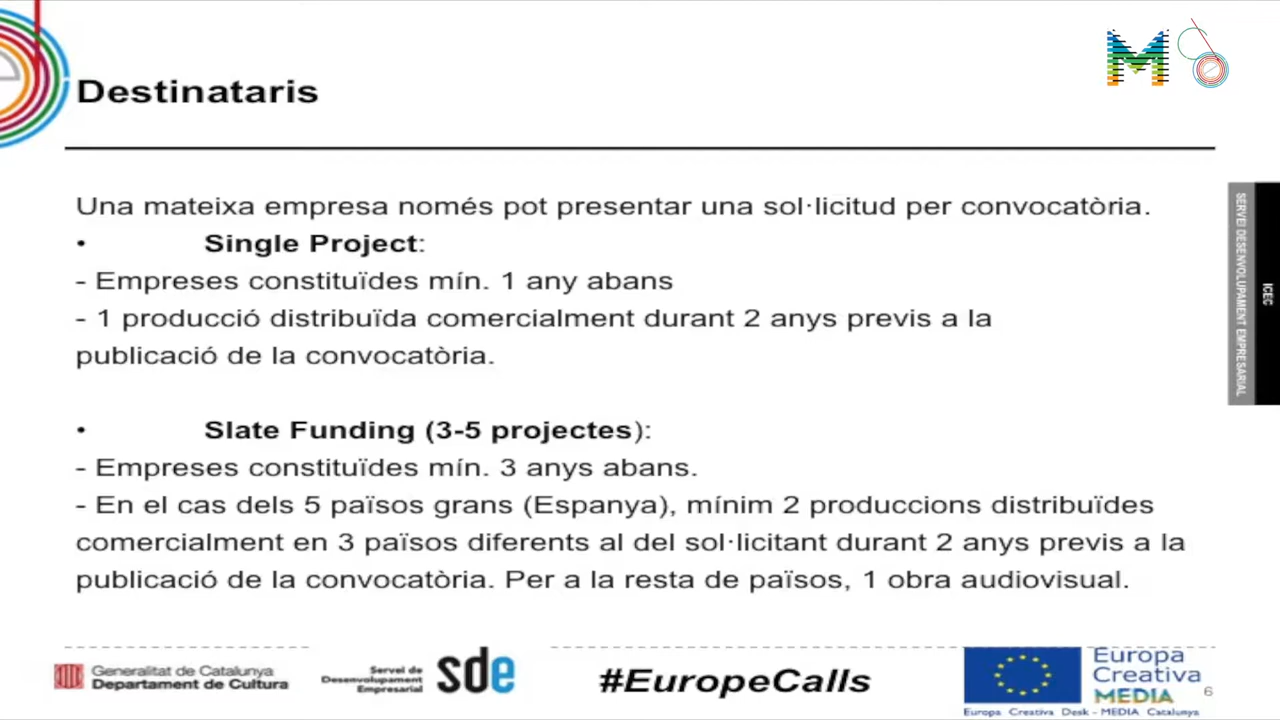 Destinataris
Una mateixa empresa només pot presentar una sol·licitud per convocatòria.
• Single Project:
- Empreses constituïdes mín. 1 any abans
- 1 producció distribuïda comercialment durant 2 anys previs a la
publicació de la convocatòria.
• Slate Funding (3-5 projectes):
- Empreses constituïdes mín. 3 anys abans.
- En el cas dels 5 països grans (Espanya), mínim 2 produccions distribuïdes
comercialment en 3 països diferents al del sol·licitant durant 2 anys previs a la
publicació de la convocatòria. Per a la resta de països, 1 obra audiovisual.
SERVEI DESENVOLUPAMENT EMPRESARIAL
ICEC
Generalitat de Catalunya
Departament de Cultura
Servei de
Desenvolupament
Empresarial
sde
#EuropeCalls
Europa
Creativa
MEDIA
Europa Creativa Desk - MEDIA Catalunya
6